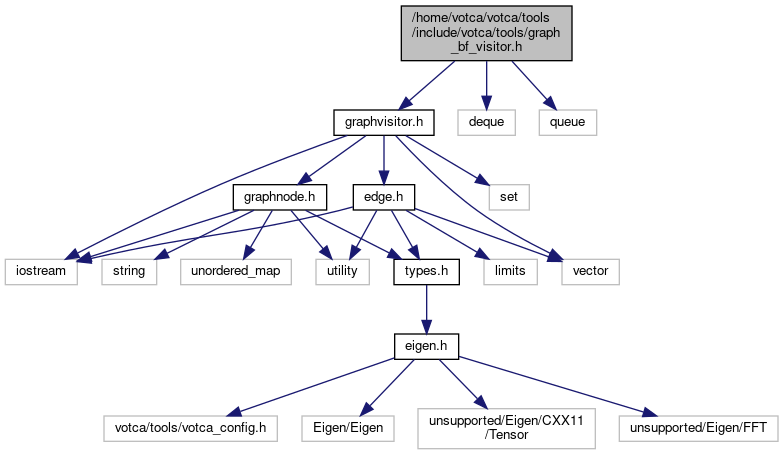 /home/votca/votca/tools
/include/votca/tools/graph
_bf_visitor.h
graphvisitor.h
deque
queue
graphnode.h
edge.h
set
iostream
string
unordered_map
utility
types.h
limits
vector
eigen.h
votca/tools/votca_config.h
Eigen/Eigen
unsupported/Eigen/CXX11
/Tensor
unsupported/Eigen/FFT